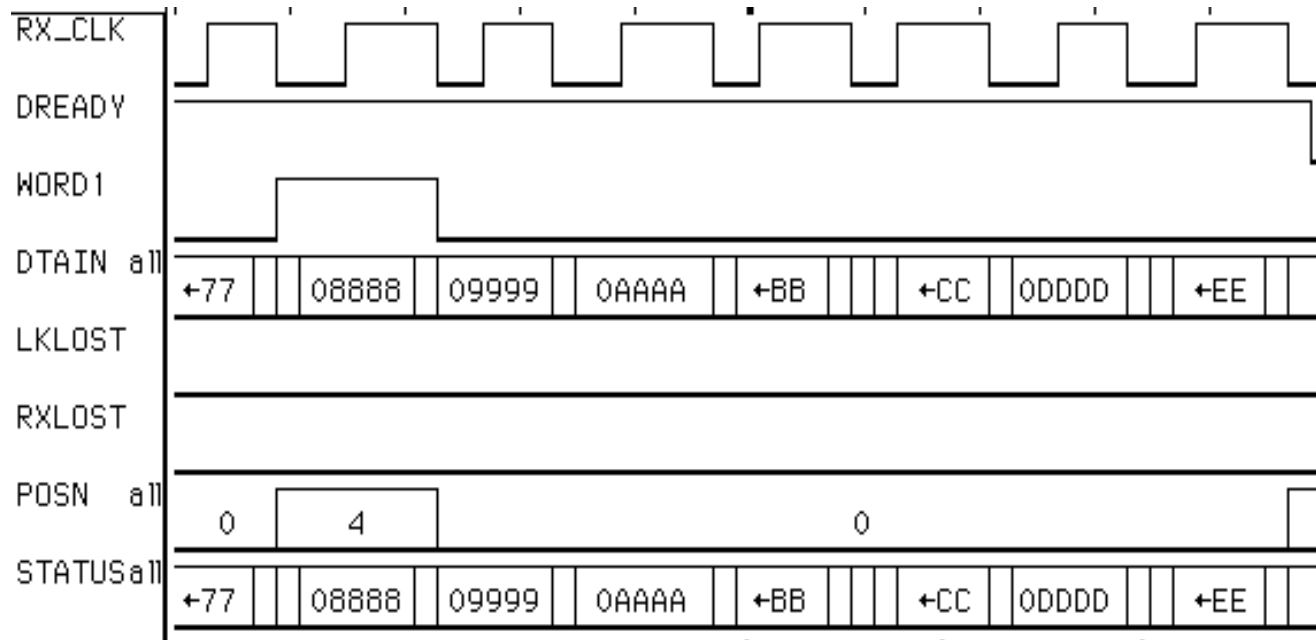 RX_CLK
DREADY
WORD1
DTAIN all ←77 08888 09999 0AAAA ←BB ←CC 0DDDD ←EE
LKLOST
RXLOST
POSN all 0 4 0
STATUSall ←77 08888 09999 0AAAA ←BB ←CC 0DDDD ←EE